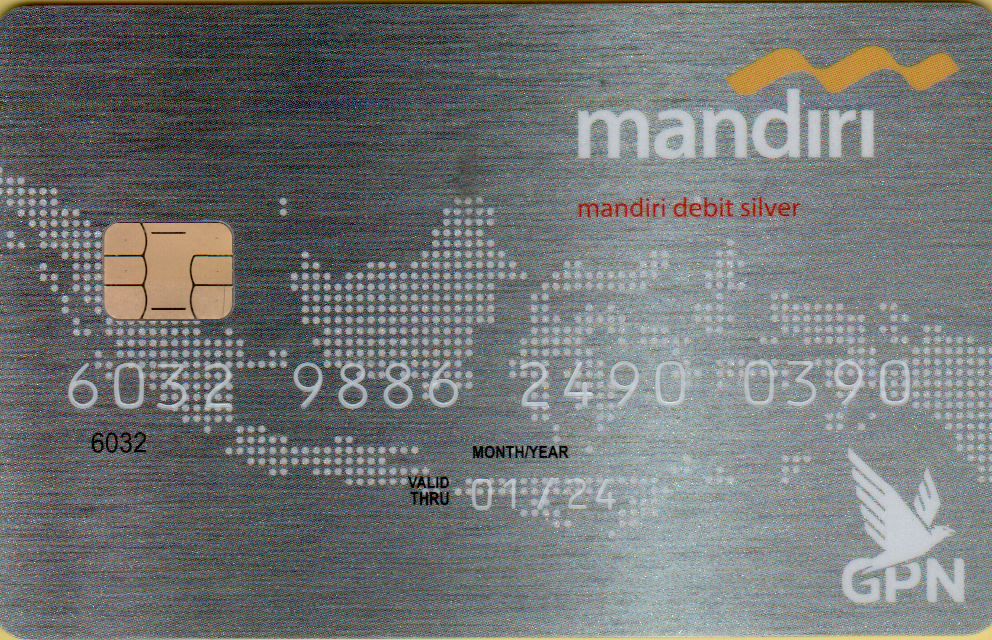 mandiri
mandiri debit silver
6032 9886 2490 0390
6032
MONTH/YEAR
VALID
THRU 01/24
GPN